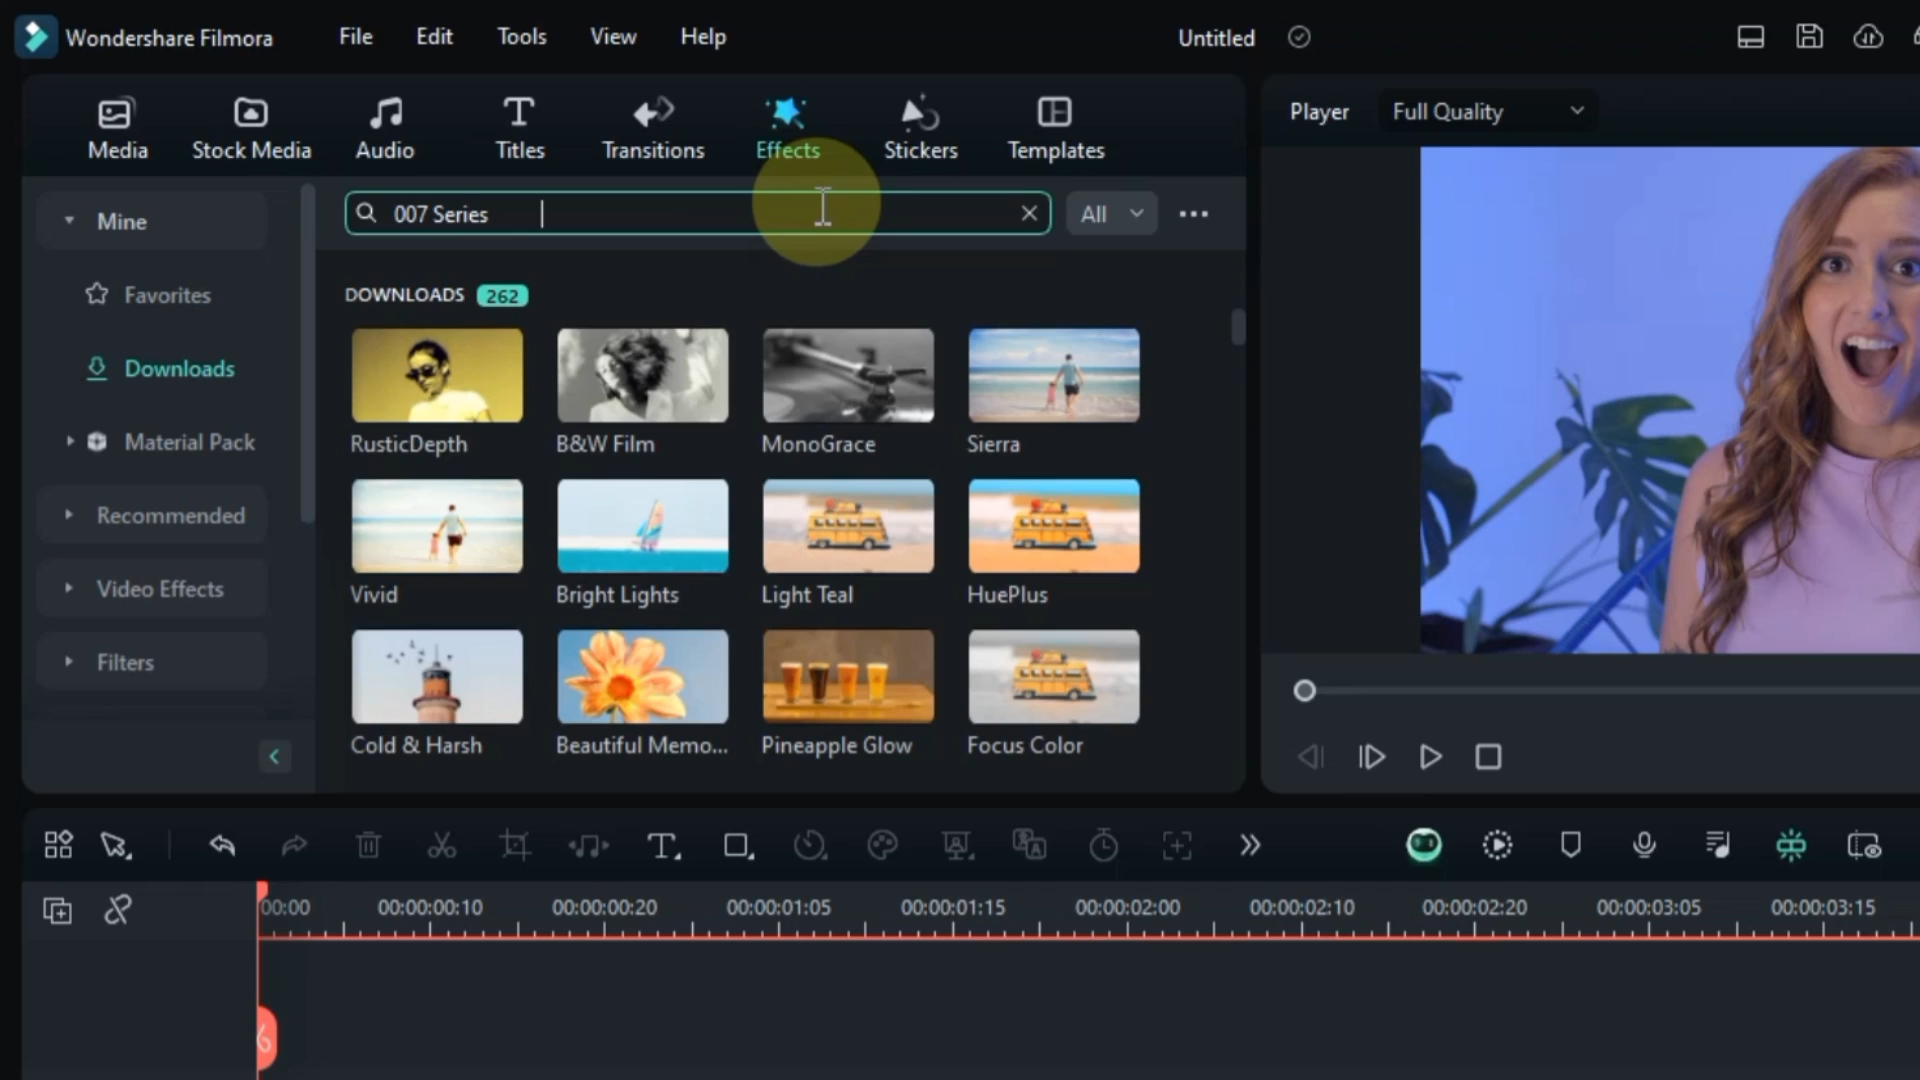 Wondershare Filmora File Edit Tools View Help Untitled
Media Stock Media Audio Titles Transitions Effects Stickers Templates
Player Full Quality
Mine
007 Series
All
Favorites
DOWNLOADS 262
Downloads
RusticDepth B&W Film MonoGrace Sierra
Material Pack
Recommended
Video Effects
Vivid Bright Lights Light Teal HuePlus
Filters
Cold & Harsh Beautiful Memo... Pineapple Glow Focus Color
00:00 00:00:00:10 00:00:00:20 00:00:01:05 00:00:01:15 00:00:02:00 00:00:02:10 00:00:02:20 00:00:03:05 00:00:03:15